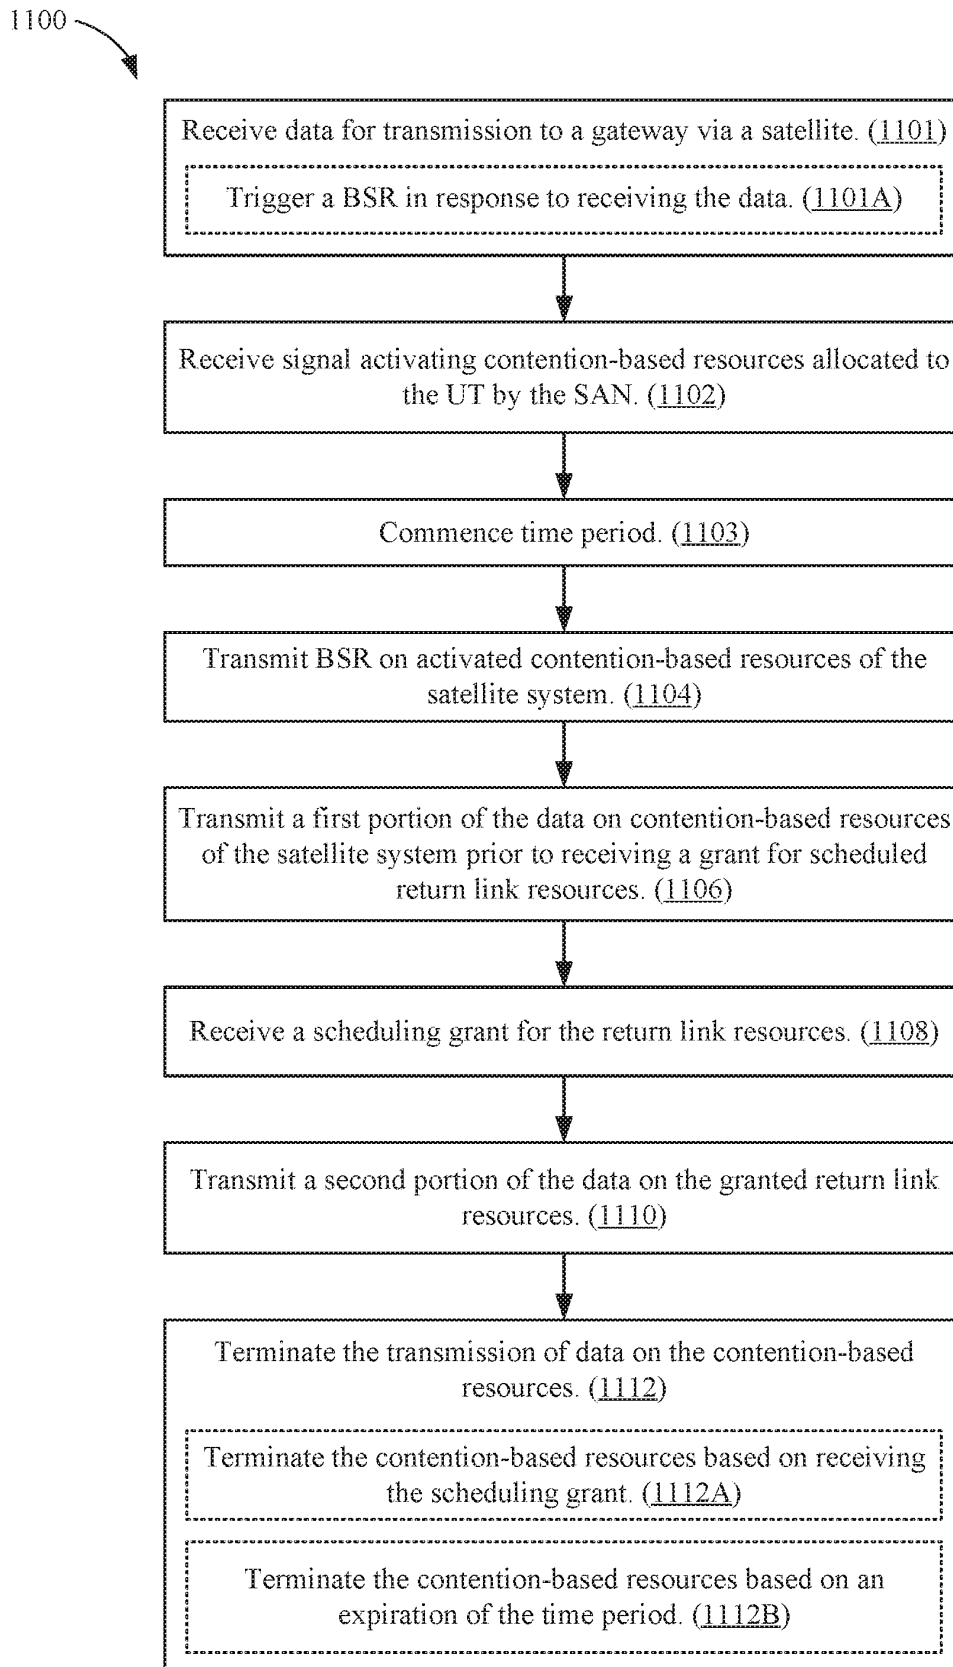 1100
Receive data for transmission to a gateway via a satellite. (1101)
Trigger a BSR in response to receiving the data. (1101A)
Receive signal activating contention-based resources allocated to
the UT by the SAN. (1102)
Commence time period. (1103)
Transmit BSR on activated contention-based resources of the
satellite system. (1104)
Transmit a first portion of the data on contention-based resources
of the satellite system prior to receiving a grant for scheduled
return link resources. (1106)
Receive a scheduling grant for the return link resources. (1108)
Transmit a second portion of the data on the granted return link
resources. (1110)
Terminate the transmission of data on the contention-based
resources. (1112)
Terminate the contention-based resources based on receiving
the scheduling grant. (1112A)
Terminate the contention-based resources based on an
expiration of the time period. (1112B)